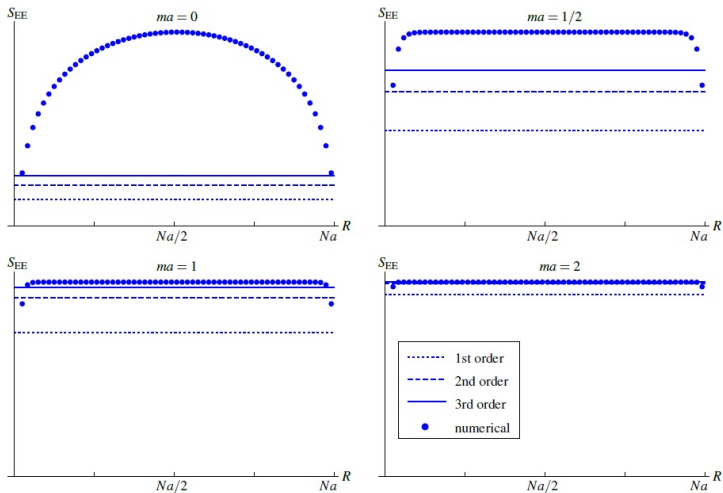 S_EE
ma = 0
R
Na/2
Na
S_EE
ma = 1/2
R
Na/2
Na
S_EE
ma = 1
R
Na/2
Na
S_EE
ma = 2
1st order
2nd order
3rd order
numerical
R
Na/2
Na